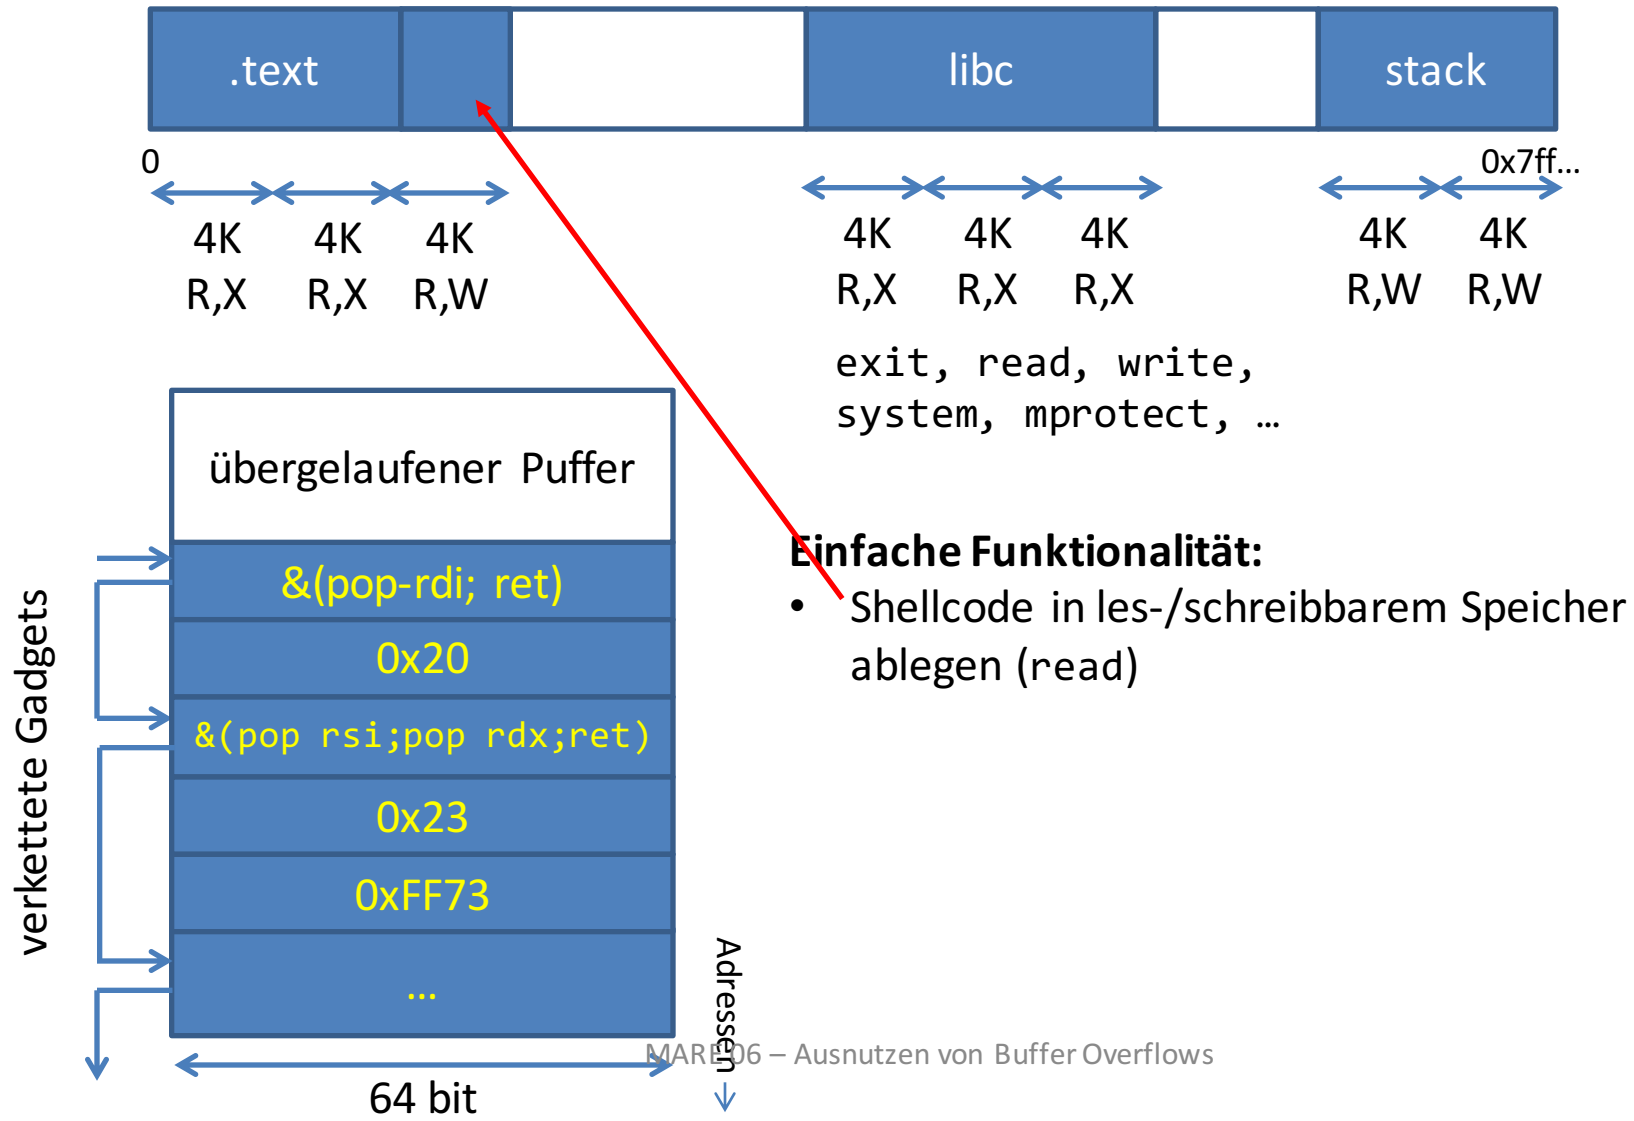 .text
libc
stack
0
0x7ff...
4K
4K
4K
4K
4K
4K
4K
4K
R,X
R,X
R,W
R,X
R,X
R,X
R,W
R,W
exit, read, write,
system, mprotect, …
übergelaufener Puffer
&(pop-rdi; ret)
0x20
&(pop rsi;pop rdx;ret)
0x23
0xFF73
…
verkettete Gadgets
64 bit
Adressen
Einfache Funktionalität:
• Shellcode in les-/schreibbarem Speicher
ablegen (read)
MARE 06 – Ausnutzen von Buffer Overflows